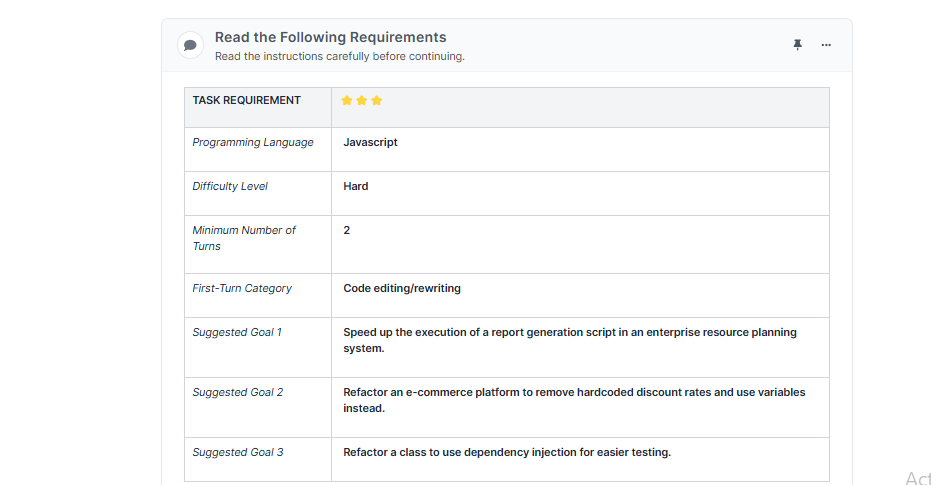 Read the Following Requirements
Read the instructions carefully before continuing.
TASK REQUIREMENT
Programming Language
Javascript
Difficulty Level
Hard
Minimum Number of
Turns
2
First-Turn Category
Code editing/rewriting
Suggested Goal 1
Speed up the execution of a report generation script in an enterprise resource planning
system.
Suggested Goal 2
Refactor an e-commerce platform to remove hardcoded discount rates and use variables
instead.
Suggested Goal 3
Refactor a class to use dependency injection for easier testing.
Act